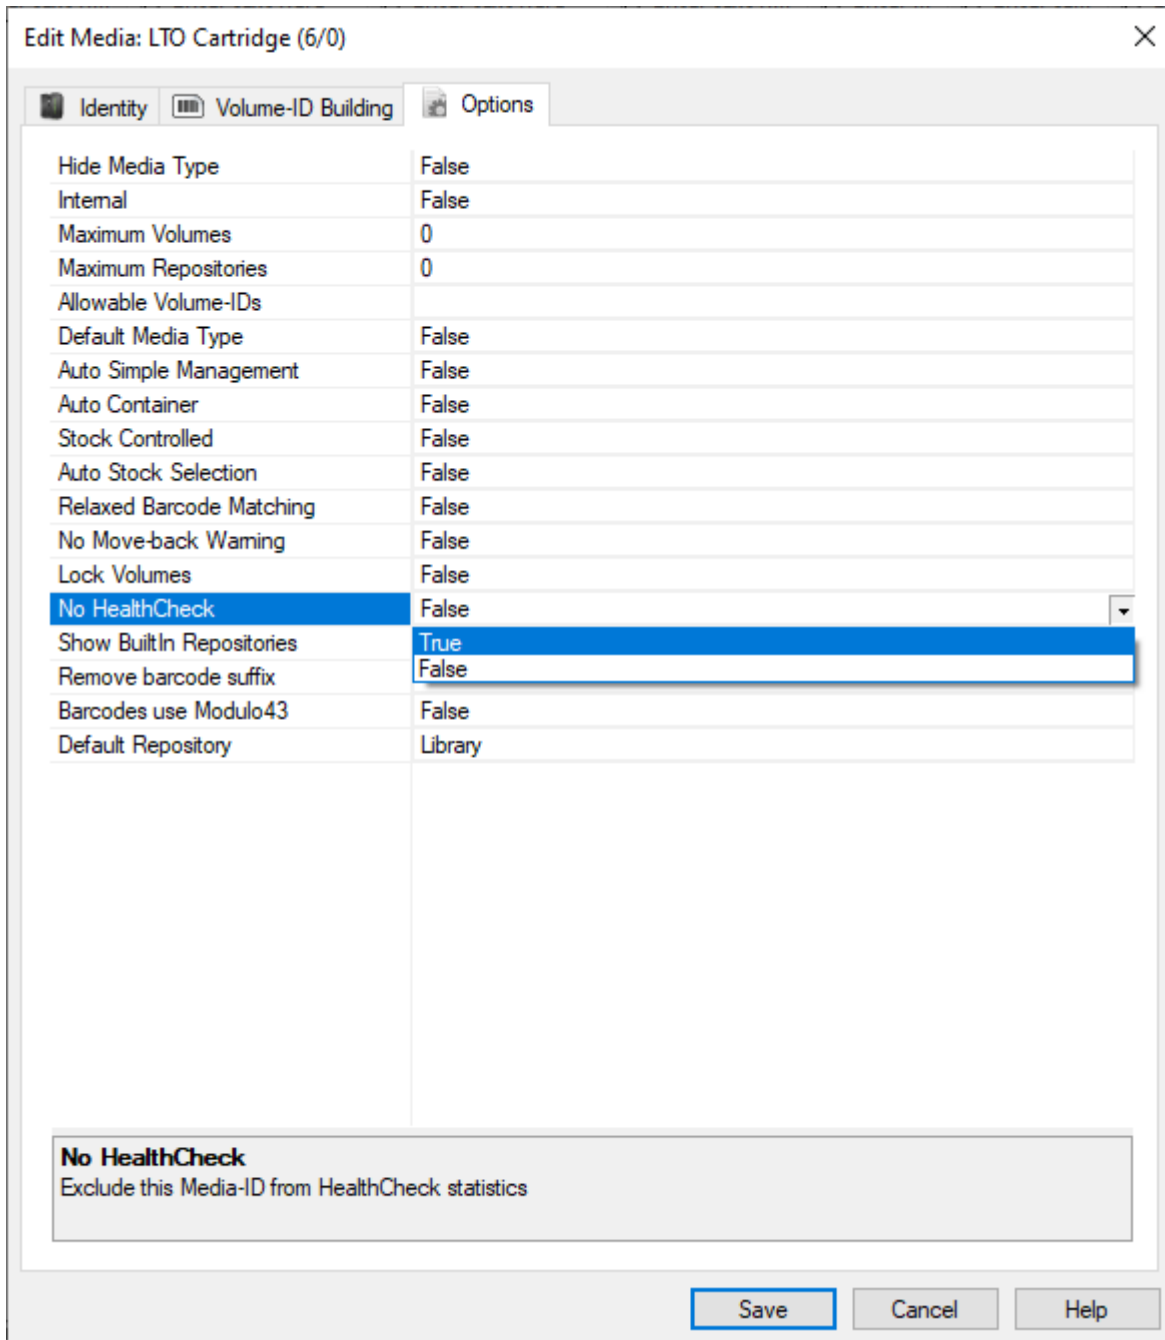 Edit Media: LTO Cartridge (6/0)
Identity Volume-ID Building Options
Hide Media Type False
Internal False
Maximum Volumes 0
Maximum Repositories 0
Allowable Volume-IDs
Default Media Type False
Auto Simple Management False
Auto Container False
Stock Controlled False
Auto Stock Selection False
Relaxed Barcode Matching False
No Move-back Warning False
Lock Volumes False
No HealthCheck False
Show BuiltIn Repositories True
Remove barcode suffix False
Barcodes use Modulo43 False
Default Repository Library
No HealthCheck
Exclude this Media-ID from HealthCheck statistics
Save Cancel Help